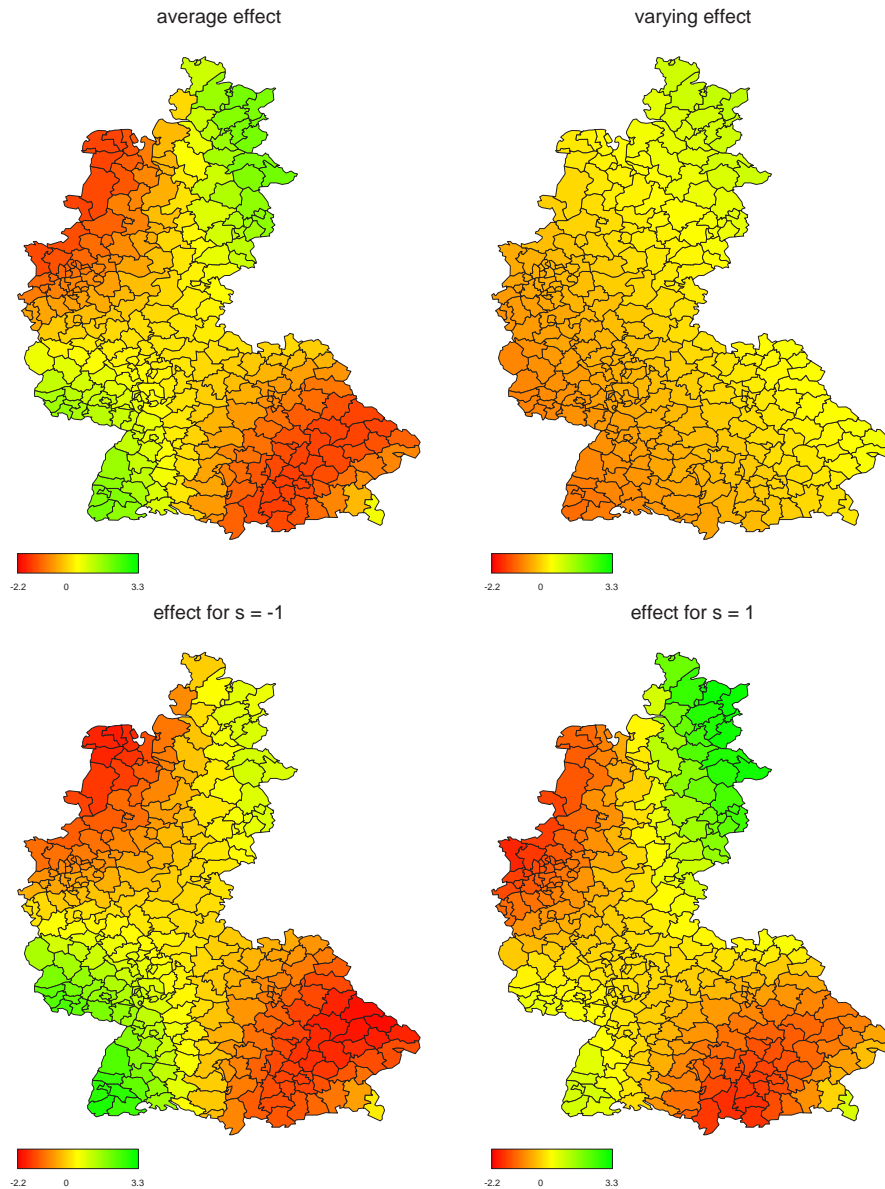 average effect
varying effect
-2.2 0 3.3
-2.2 0 3.3
effect for s = -1
effect for s = 1
-2.2 0 3.3
-2.2 0 3.3